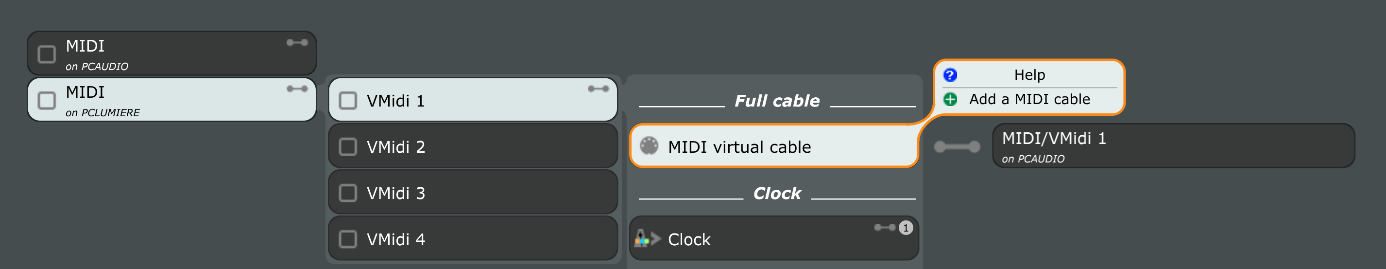 MIDI
on PCAUDIO
MIDI
on PCLUMIERE
VMidi 1
VMidi 2
VMidi 3
VMidi 4
Full cable
MIDI virtual cable
Clock
Clock
1
?
Help
Add a MIDI cable
MIDI/VMidi 1
on PCAUDIO